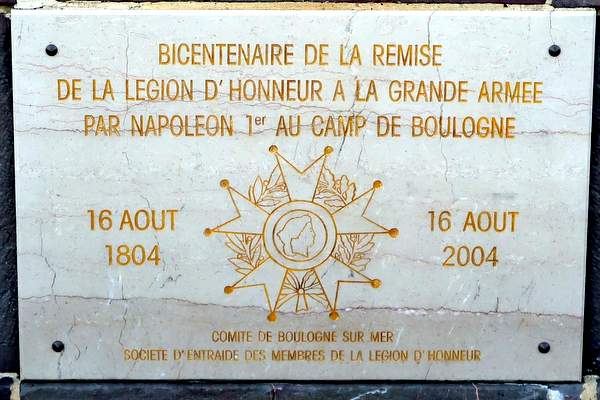 BICENTENAIRE DE LA REMISE
DE LA LEGION D'HONNEUR A LA GRANDE ARMEE
PAR NAPOLEON 1er AU CAMP DE BOULOGNE
16 AOUT
1804
16 AOUT
2004
COMITE DE BOULOGNE SUR MER
SOCIETE D'ENTRAIDE DES MEMBRES DE LA LEGION D'HONNEUR